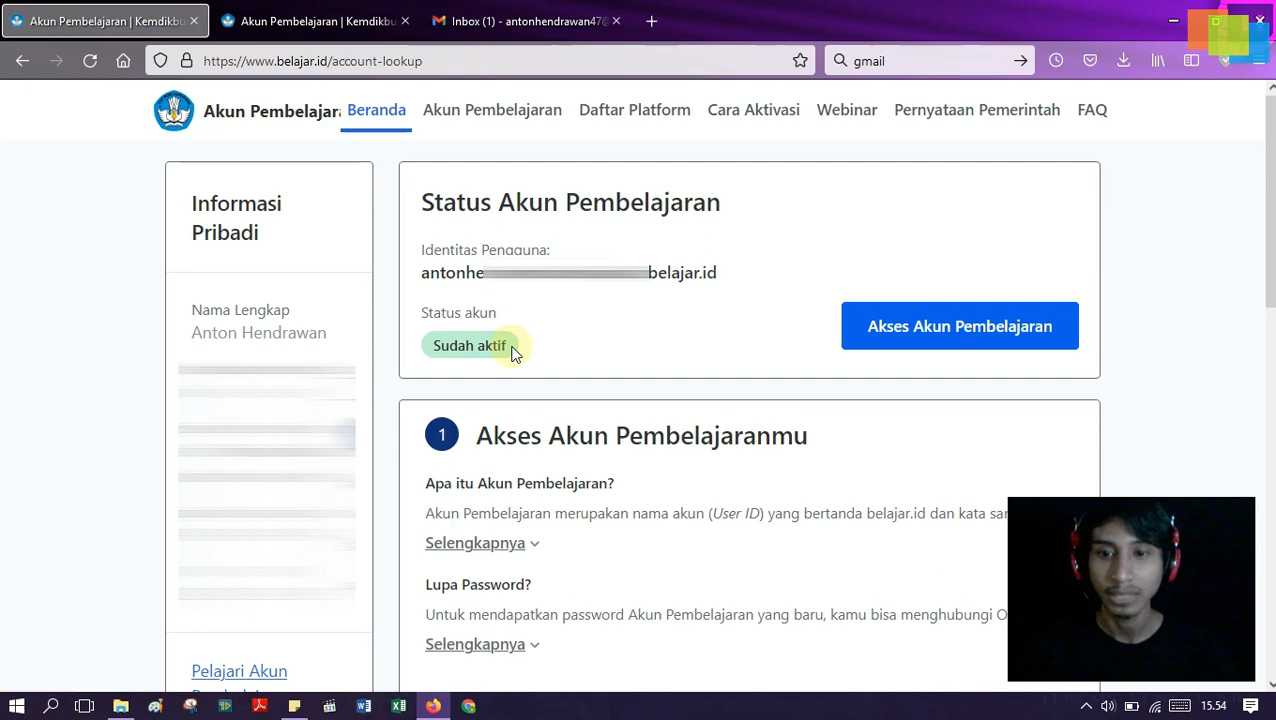 Akun Pembelajaran | Kemdikbu
Akun Pembelajaran | Kemdikbu
Inbox (1) - antonhendrawan47@
https://www.belajar.id/account-lookup
gmail
Akun Pembelajar
Beranda
Akun Pembelajaran
Daftar Platform
Cara Aktivasi
Webinar
Pernyataan Pemerintah
FAQ
Informasi
Pribadi
Nama Lengkap
Anton Hendrawan
Pelajari Akun
Status Akun Pembelajaran
Identitas Pengguna:
antonhe belajar.id
Status akun
Sudah aktif
Akses Akun Pembelajaran
1 Akses Akun Pembelajaranmu
Apa itu Akun Pembelajaran?
Akun Pembelajaran merupakan nama akun (User ID) yang bertanda belajar.id dan kata san
Selengkapnya
Lupa Password?
Untuk mendapatkan password Akun Pembelajaran yang baru, kamu bisa menghubungi O
Selengkapnya
15.54